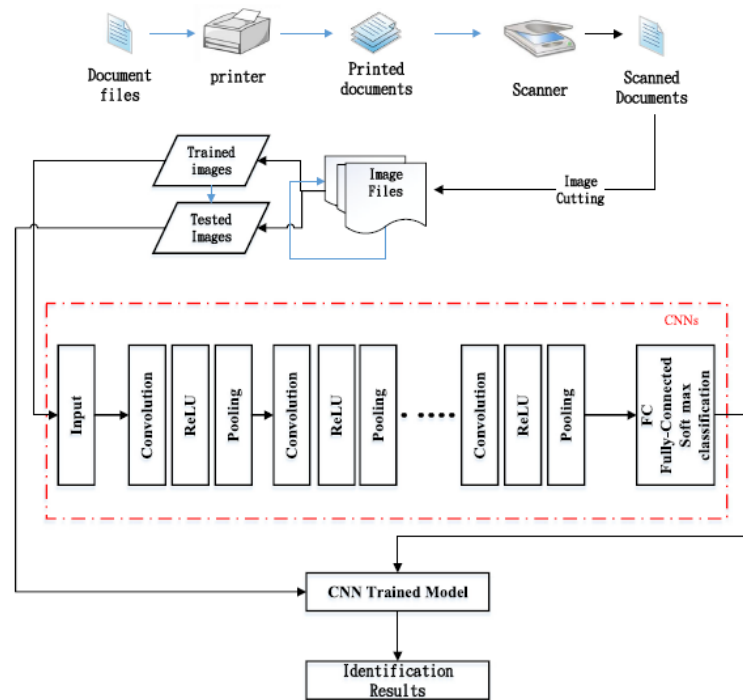 Document
files
printer
Printed
documents
Scanner
Scanned
Documents
Trained
images
Tested
Images
Image
Files
Image
Cutting
CNNs
Input
Convolution
ReLU
Pooling
Convolution
ReLU
Pooling
Convolution
ReLU
Pooling
FC
Fully-Connected
Soft max
classification
CNN Trained Model
Identification
Results